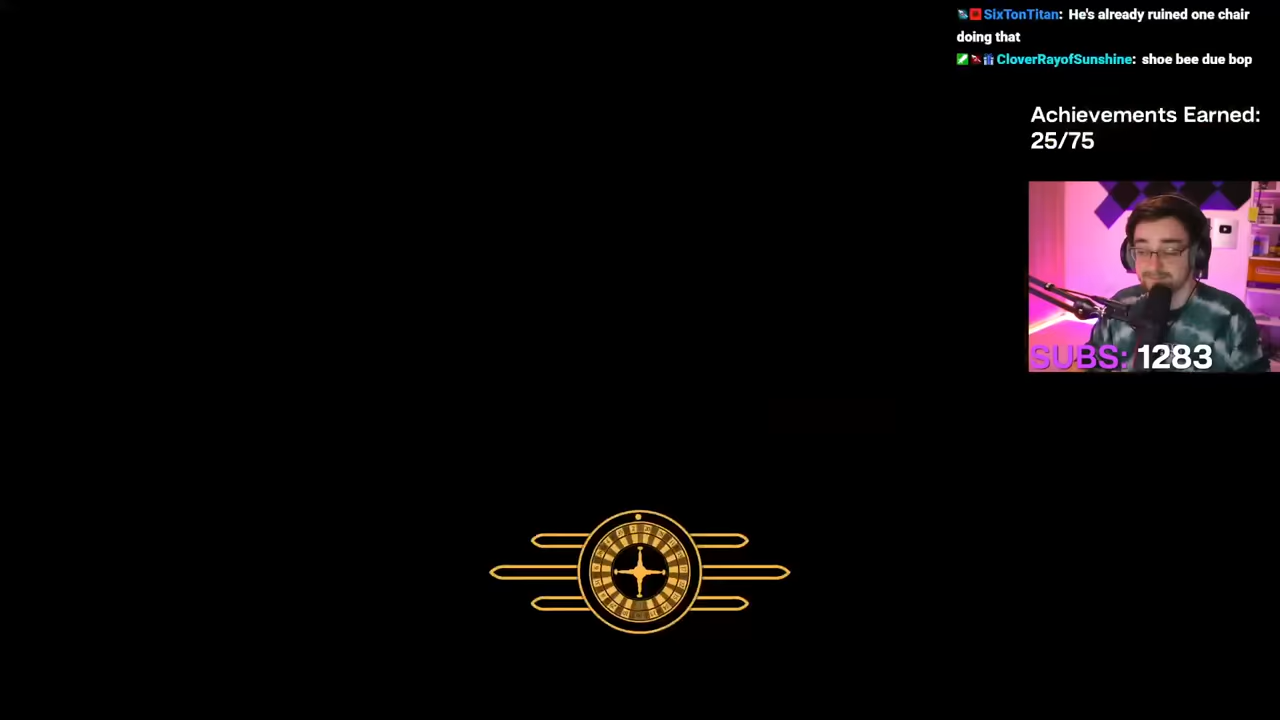 SixTonTitan: He's already ruined one chair
doing that
CloverRayofSunshine: shoe bee due bop
Achievements Earned:
25/75
SUBS: 1283